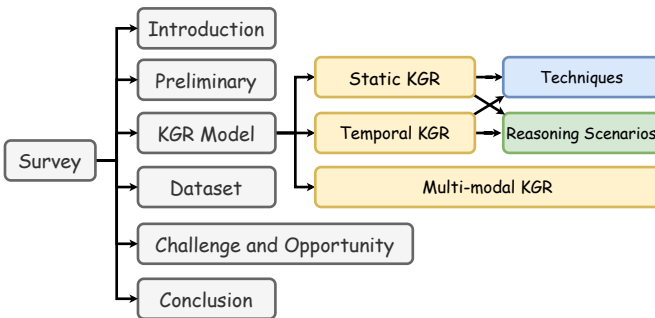 Introduction
Preliminary
Static KGR
Techniques
KGR Model
Temporal KGR
Reasoning Scenarios
Survey
Dataset
Multi-modal KGR
Challenge and Opportunity
Conclusion